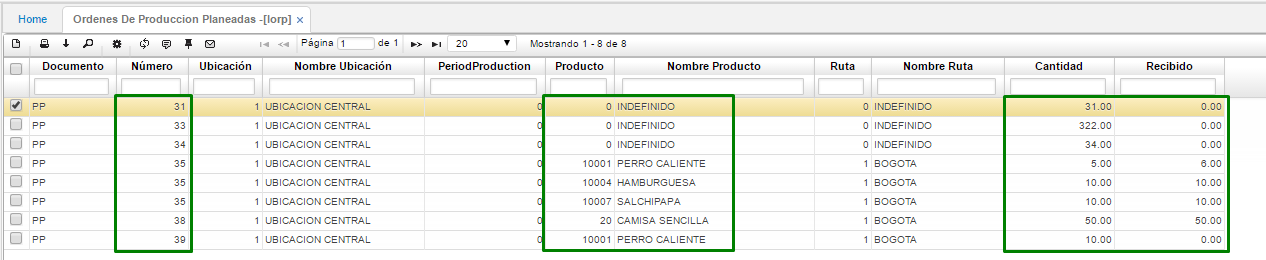 Home Ordenes De Produccion Planeadas -[lorp] ×
Página 1 de 1 20 Mostrando 1 - 8 de 8
Documento Número Ubicación Nombre Ubicación PeriodProduction Producto Nombre Producto Ruta Nombre Ruta Cantidad Recibido
PP 31 1 UBICACION CENTRAL 0 0 INDEFINIDO 0 INDEFINIDO 31.00 0.00
PP 33 1 UBICACION CENTRAL 0 0 INDEFINIDO 0 INDEFINIDO 322.00 0.00
PP 34 1 UBICACION CENTRAL 0 0 INDEFINIDO 0 INDEFINIDO 34.00 0.00
PP 35 1 UBICACION CENTRAL 0 10001 PERRO CALIENTE 1 BOGOTA 5.00 6.00
PP 35 1 UBICACION CENTRAL 0 10004 HAMBURGUESA 1 BOGOTA 10.00 10.00
PP 35 1 UBICACION CENTRAL 0 10007 SALCHIPAPA 1 BOGOTA 10.00 10.00
PP 38 1 UBICACION CENTRAL 0 20 CAMISA SENCILLA 1 BOGOTA 50.00 50.00
PP 39 1 UBICACION CENTRAL 0 10001 PERRO CALIENTE 1 BOGOTA 10.00 0.00